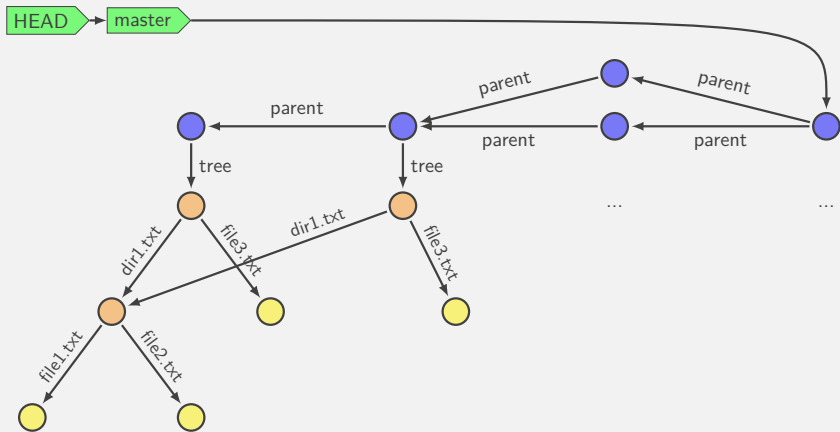 HEAD
master
parent
parent
parent
parent
parent
tree
tree
...
...
dir1.txt
file3.txt
dir1.txt
file3.txt
file1.txt
file2.txt